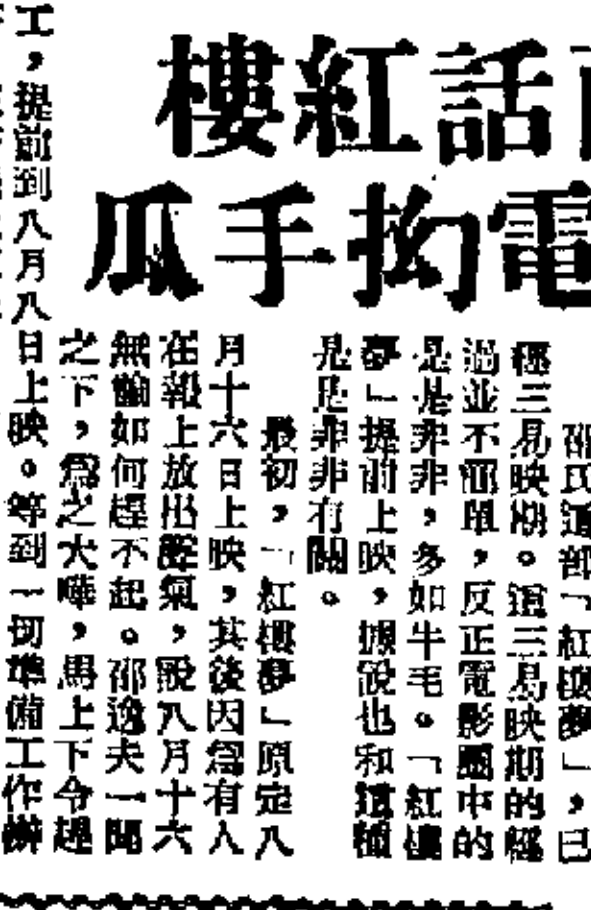 話紅樓
電拗手瓜
邵氏這部「紅樓夢」，已
經三易映期。這三易映期的經
過並不簡單，反正電影圈中的
是是非非，多如牛毛。「紅樓
夢」提前上映，據說也和這種
是是非非有關。
最初，「紅樓夢」原定八
月十六日上映，其後因爲有人
在報上放出聲氣，說八月十六
無論如何趕不起。邵逸夫一聞
之下，爲之大嘩，馬上下令趕
工，提前到八月八日上映。等到一切準備工作辦